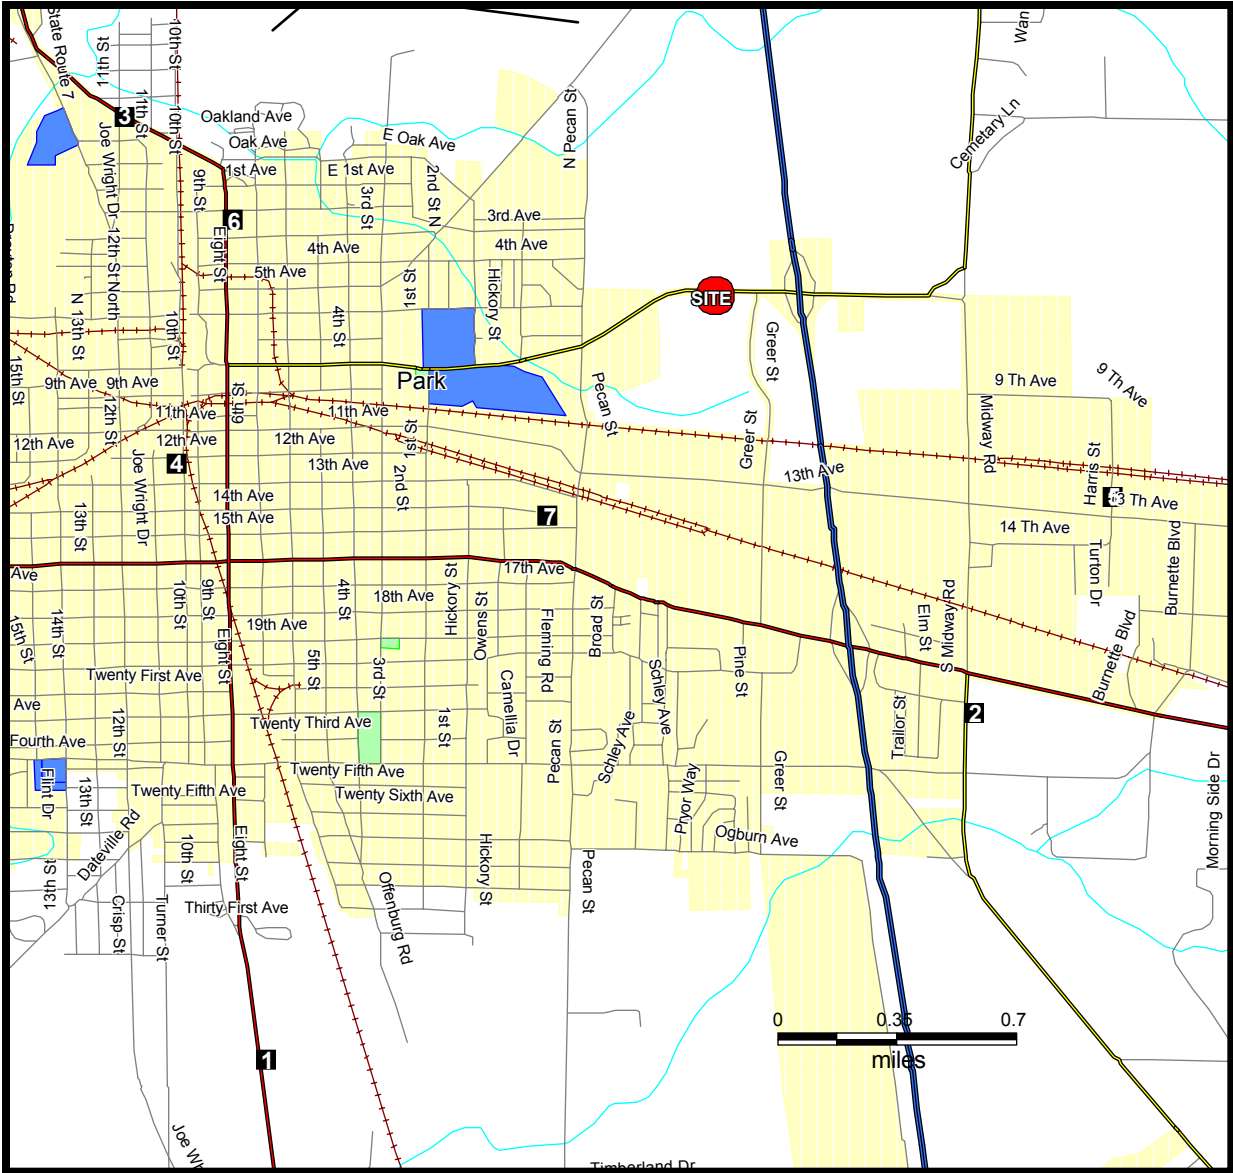 State Route 7
11th St
10th St
Wan
3
11th St
10th St
Oakland Ave
Oak Ave
E Oak Ave
N Pecan St
Cemetary Ln
Joe Wright Dr
9th St
1st Ave
E 1st Ave
3rd St
2nd St N
6
3rd Ave
4th Ave
4th Ave
12th St North
Eight St
5th Ave
1st St
Hickory St
SITE
N 13th St
10th St
4th St
Greer St
15th St
9th Ave
9th Ave
Park
Pecan St
9 Th Ave
9 Th Ave
12th St
11th Ave
8th St
11th Ave
1st St
Greer St
Midway Rd
12th Ave
12th Ave
12th Ave
Joe Wright Dr
4
13th Ave
2nd St
13th Ave
Harris St
13th St
14th Ave
15th Ave
7
14 Th Ave
Ave
17th Ave
10th St
9th St
4th St
18th Ave
Hickory St
Owens St
Fleming Rd
Broad St
Elm St
S Midway Rd
Turton Dr
Burnette Blvd
15th St
14th St
19th Ave
Eight St
Twenty First Ave
5th St
3rd St
Camellia Dr
Schley Ave
Pine St
Burnette Blvd
Ave
12th St
Twenty Third Ave
1st St
Pecan St
Schley Ave
Trailor St
2
Fourth Ave
Flint Dr
13th St
Twenty Fifth Ave
Twenty Fifth Ave
Twenty Sixth Ave
Pryor Way
Greer St
Morning Side Dr
Dateville Rd
10th St
Eight St
Hickory St
Ogburn Ave
13th St
Crisp St
Turner St
Thirty First Ave
Offenburg Rd
Pecan St
0 0.35 0.7
miles
1
Timberland Dr